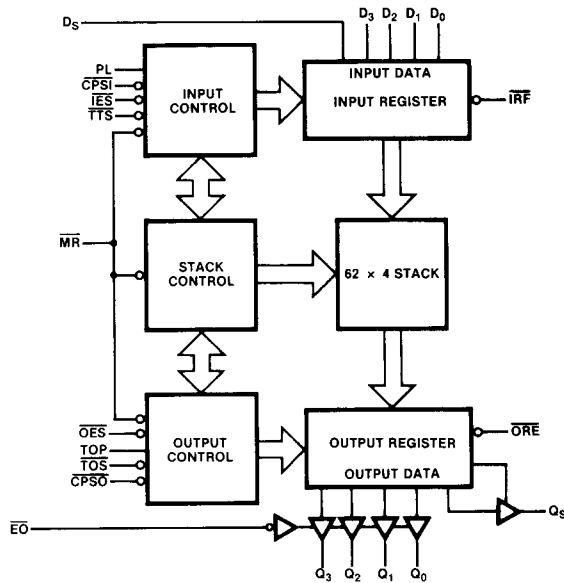 D3 D2 D1 D0
DS
PL
CPSI
IES
TTS
INPUT
CONTROL
INPUT DATA
INPUT REGISTER
IRF
MR
STACK
CONTROL
62 × 4 STACK
OES
TOP
TOS
CPSO
OUTPUT
CONTROL
OUTPUT REGISTER
OUTPUT DATA
ORE
QS
EO
Q3 Q2 Q1 Q0